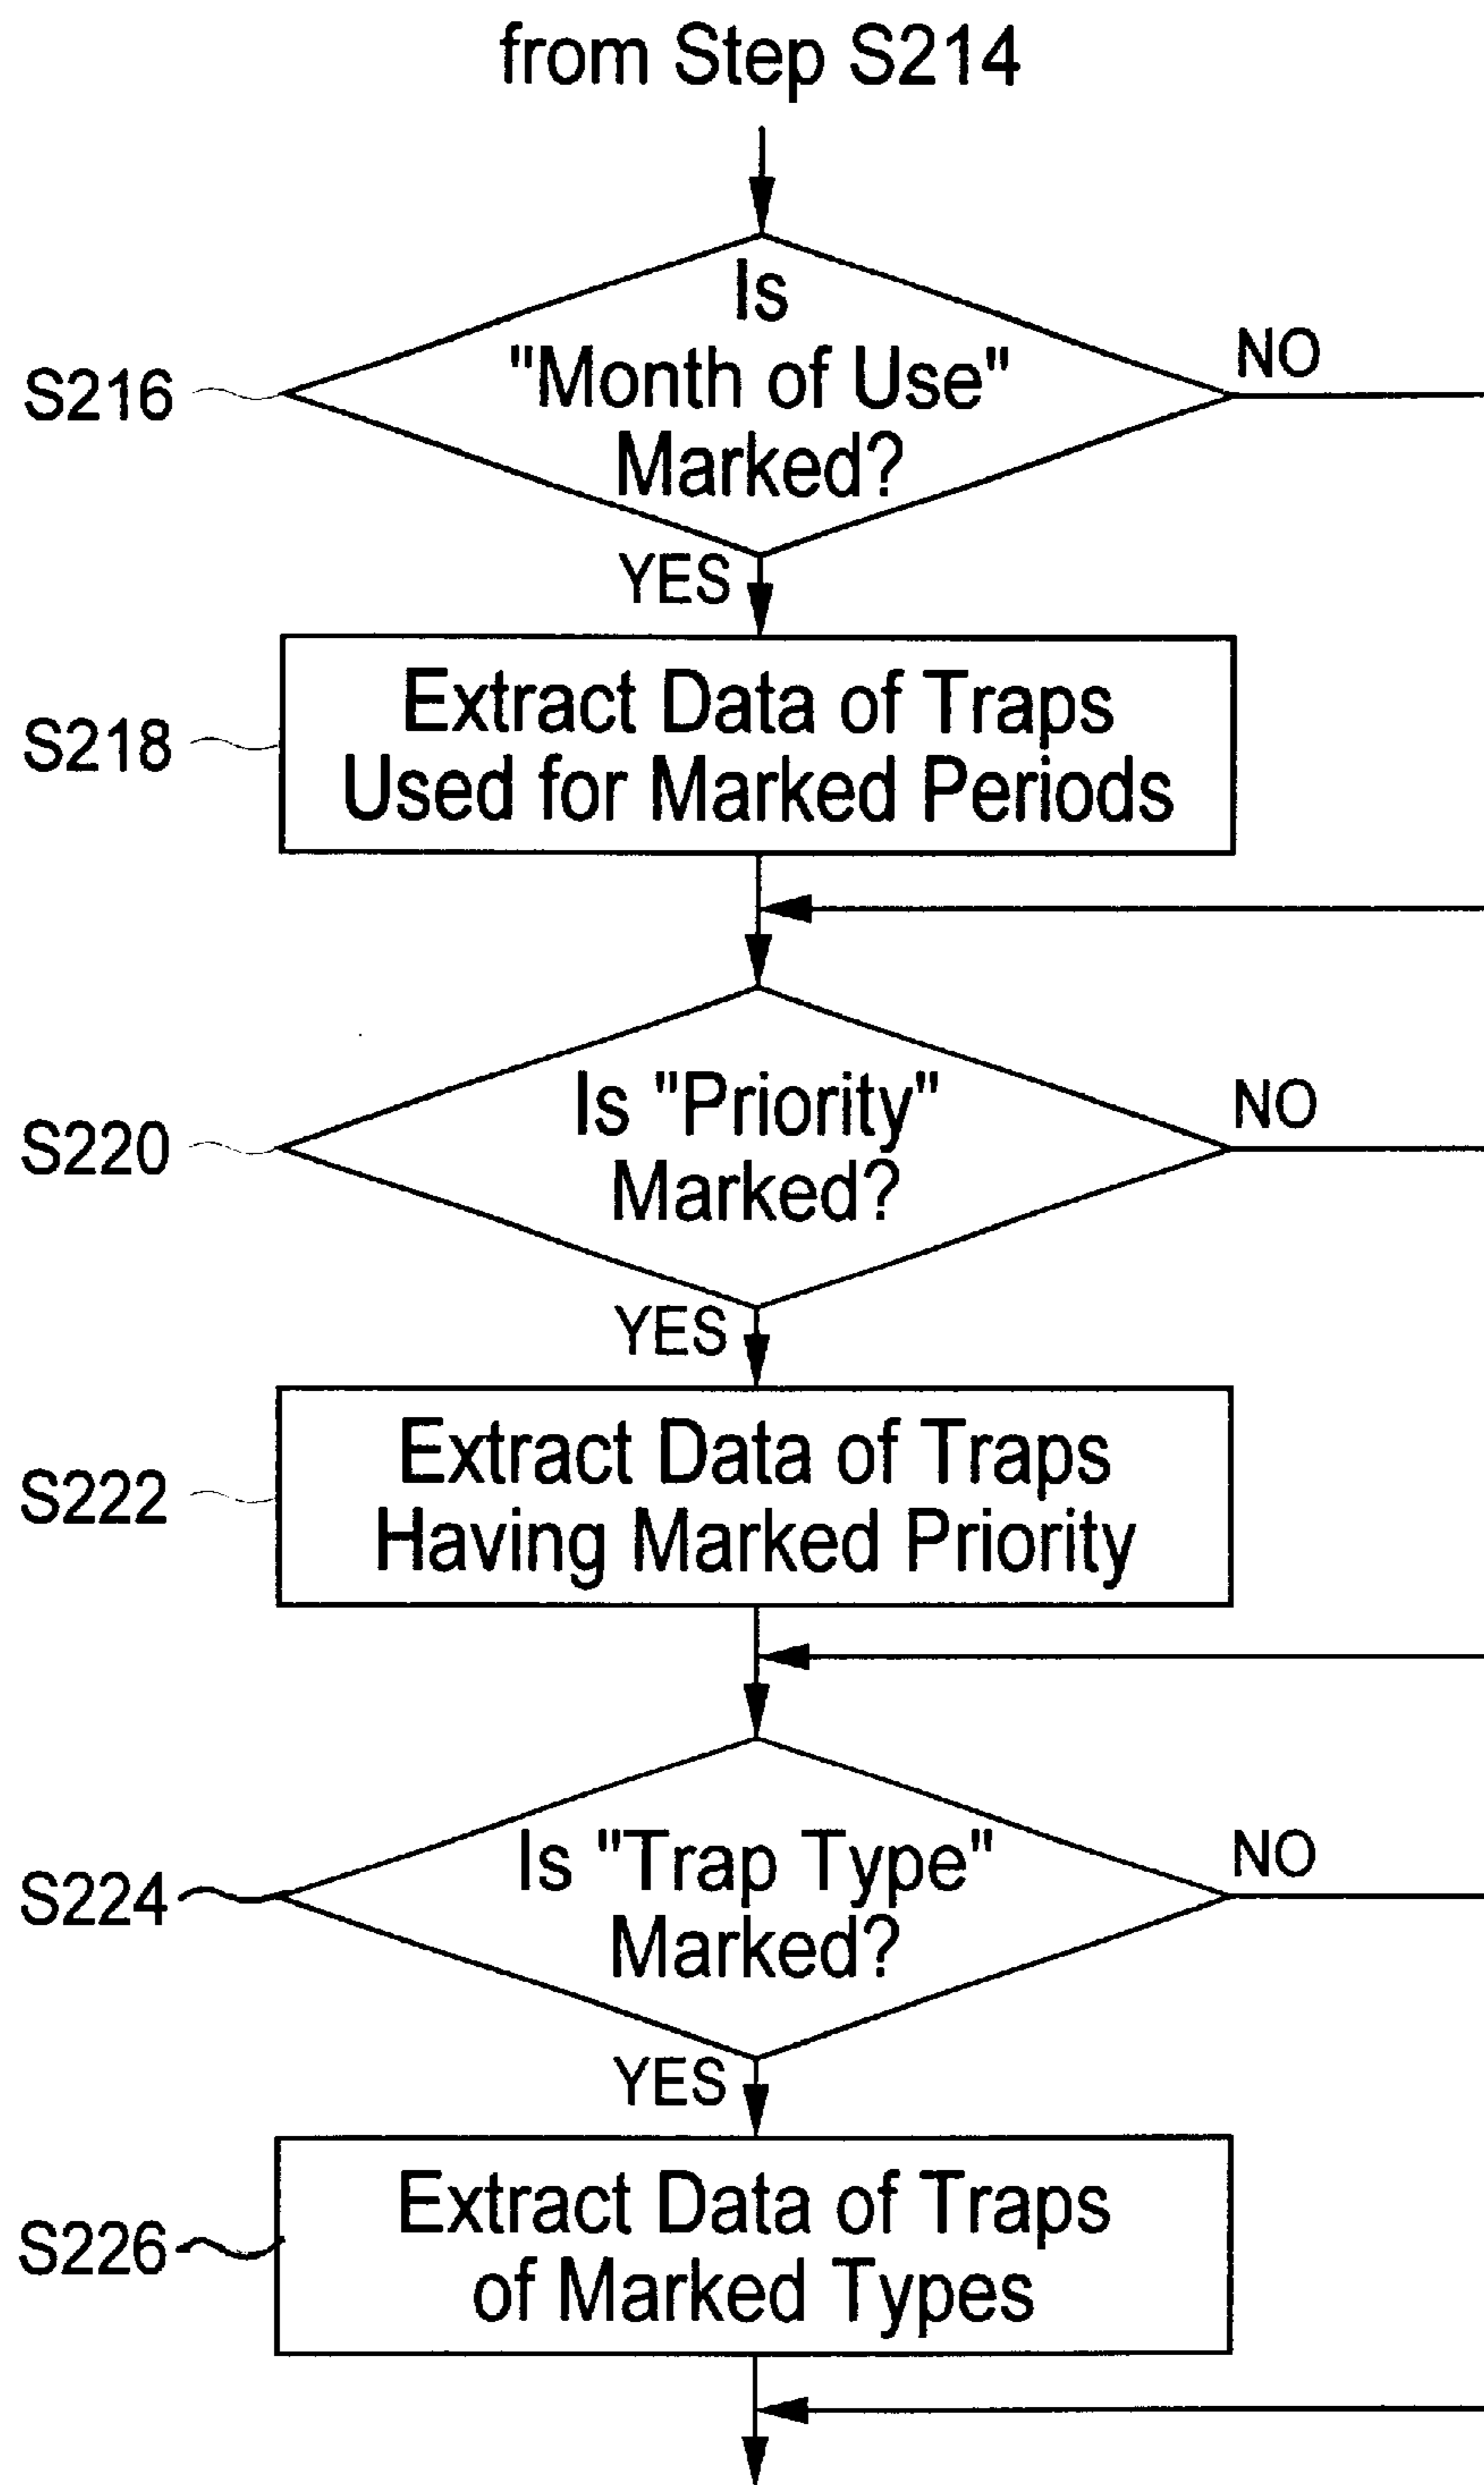 from Step S214
Is
"Month of Use"
Marked?
NO
S216
YES
Extract Data of Traps
Used for Marked Periods
S218
Is "Priority"
Marked?
NO
S220
YES
Extract Data of Traps
Having Marked Priority
S222
Is "Trap Type"
Marked?
NO
S224
YES
Extract Data of Traps
of Marked Types
S226